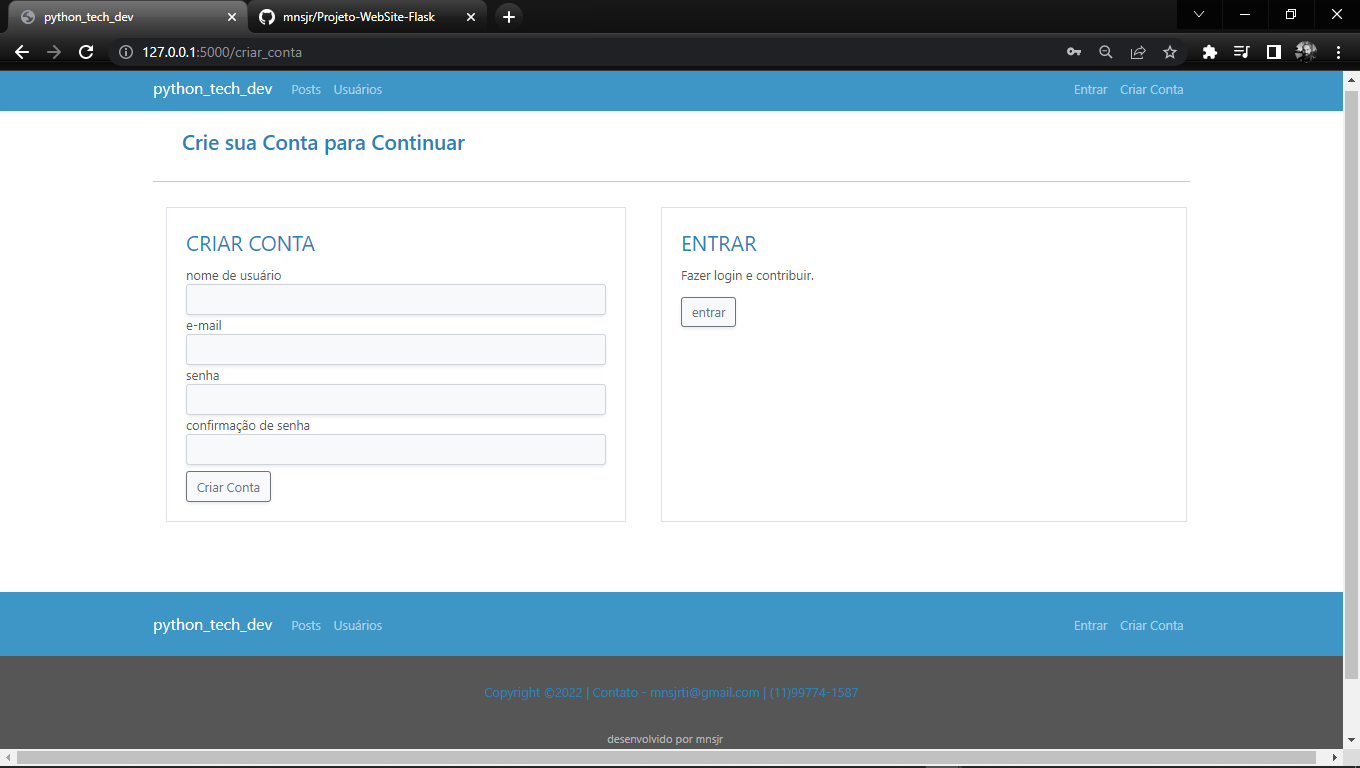 python_tech_dev
mnsjr/Projeto-WebSite-Flask
127.0.0.1:5000/criar_conta
python_tech_dev Posts Usuários Entrar Criar Conta
Crie sua Conta para Continuar
CRIAR CONTA
nome de usuário
e-mail
senha
confirmação de senha
Criar Conta
ENTRAR
Fazer login e contribuir.
entrar
python_tech_dev Posts Usuários Entrar Criar Conta
Copyright ©2022 | Contato - mnsjrti@gmail.com | (11)99774-1587
desenvolvido por mnsjr